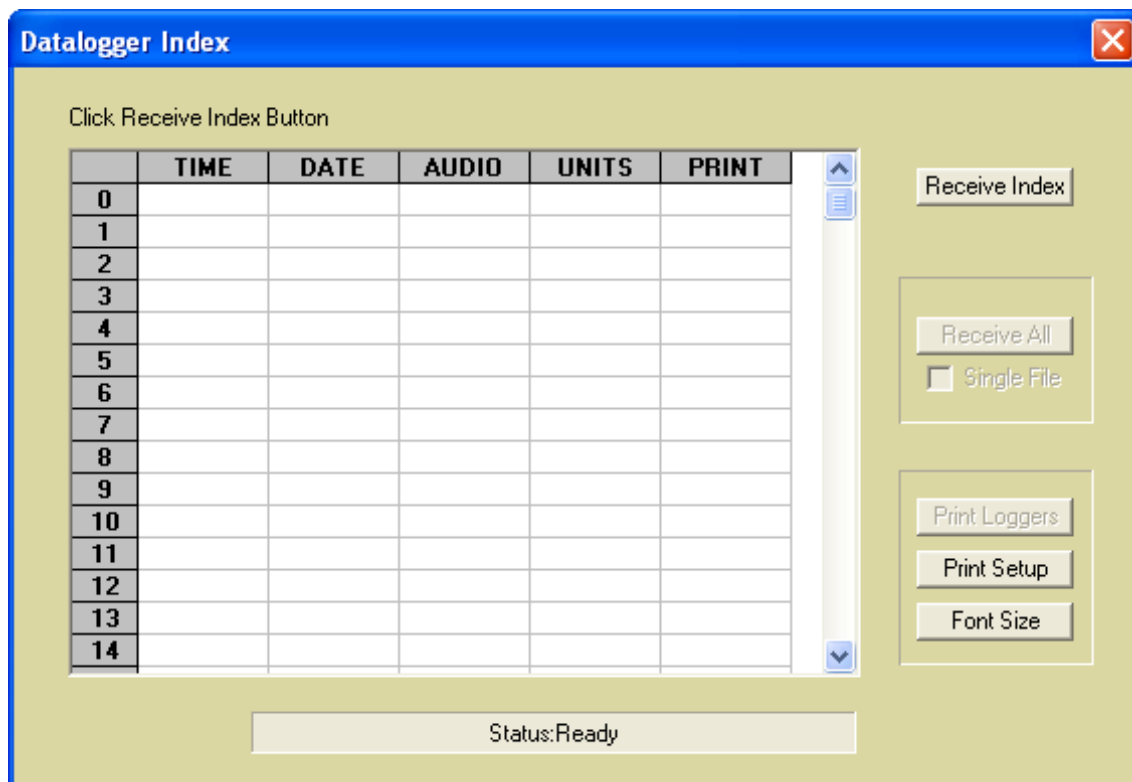 Datalogger Index
Click Receive Index Button
TIME DATE AUDIO UNITS PRINT
0
1
2
3
4
5
6
7
8
9
10
11
12
13
14
Receive Index
Receive All
Single File
Print Loggers
Print Setup
Font Size
Status:Ready